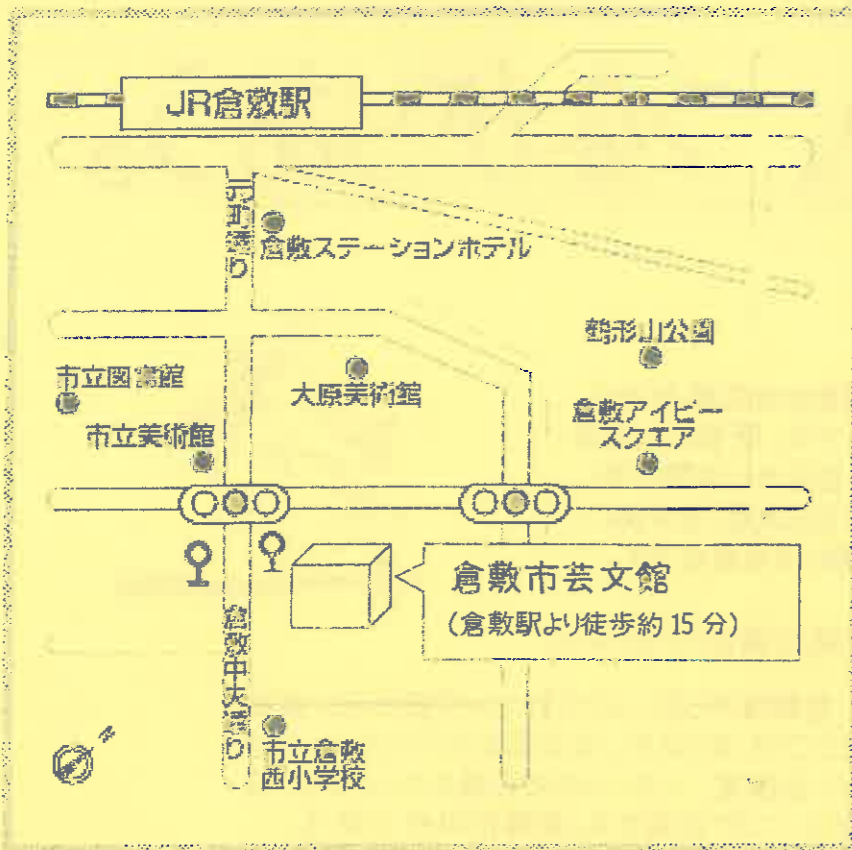 JR倉敷駅
元町通り
倉敷ステーションホテル
鶴形山公園
市立図書館
大原美術館
倉敷アイビー
スクエア
市立美術館
倉敷市芸文館
(倉敷駅より徒歩約15分)
倉敷中央通り
市立倉敷
西小学校
N